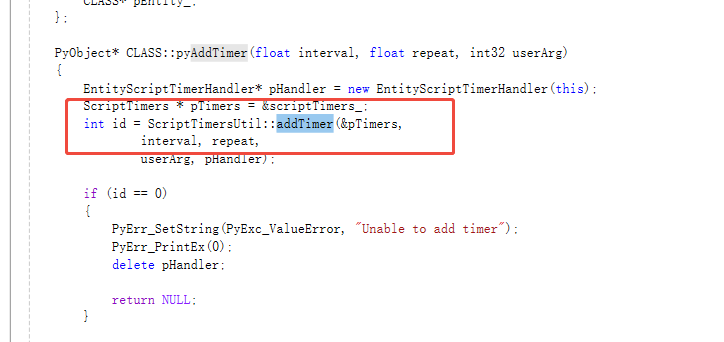 CLASS* pEntity_;
};
PyObject* CLASS::pyAddTimer(float interval, float repeat, int32 userArg)
{
EntityScriptTimerHandler* pHandler = new EntityScriptTimerHandler(this);
ScriptTimers * pTimers = &scriptTimers_;
int id = ScriptTimersUtil::addTimer(&pTimers,
interval, repeat,
userArg, pHandler);
if (id == 0)
{
PyErr_SetString(PyExc_ValueError, "Unable to add timer");
PyErr_PrintEx(0);
delete pHandler;
return NULL;
}